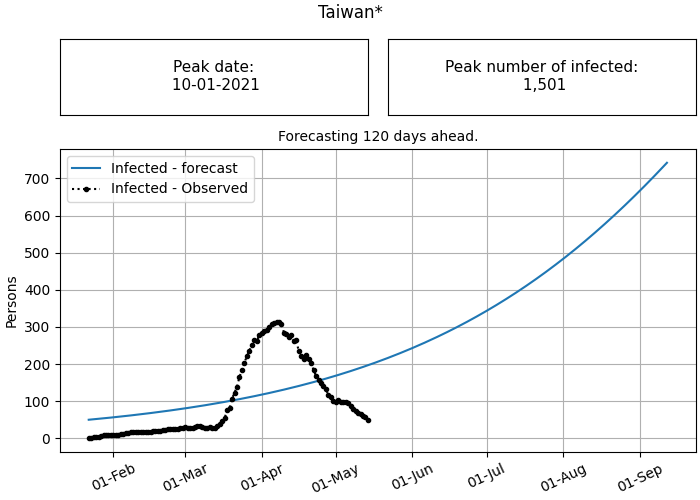 Taiwan*
Peak date:
10-01-2021
Peak number of infected:
1,501
Forecasting 120 days ahead.
Infected - forecast
Infected - Observed
Persons
700
600
500
400
300
200
100
0
01-Feb
01-Mar
01-Apr
01-May
01-Jun
01-Jul
01-Aug
01-Sep